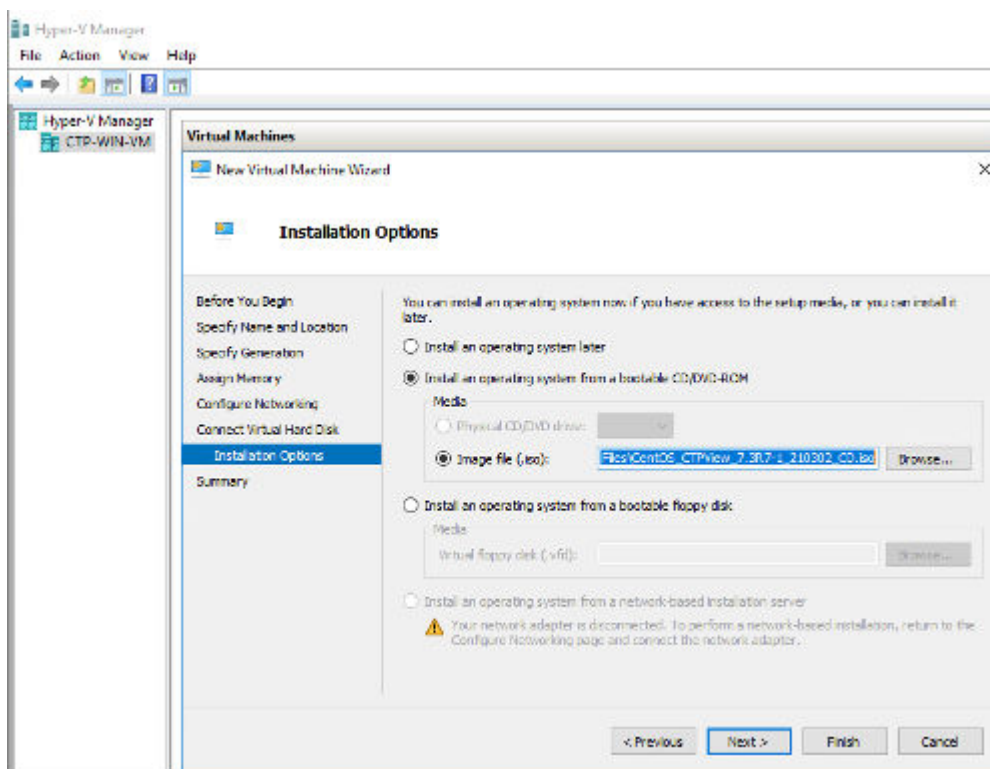 Hyper-V Manager
File Action View Help
Hyper-V Manager
CTP-WIN-VM
Virtual Machines
New Virtual Machine Wizard
Installation Options
Before You Begin
Specify Name and Location
Specify Generation
Assign Memory
Configure Networking
Connect Virtual Hard Disk
Installation Options
Summary
You can install an operating system now if you have access to the setup media, or you can install it
later.
Install an operating system later
Install an operating system from a bootable CD/DVD-ROM
Media
Physical CD/DVD drive:
Image file (.iso): Files\CentOS_CTPView_7.3R7-1_210302_CD.iso Browse...
Install an operating system from a bootable floppy disk
Media
Virtual floppy disk (.vfd): Browse...
Install an operating system from a network-based installation server
Your network adapter is disconnected. To perform a network-based installation, return to the
Configure Networking page and connect the network adapter.
< Previous Next > Finish Cancel